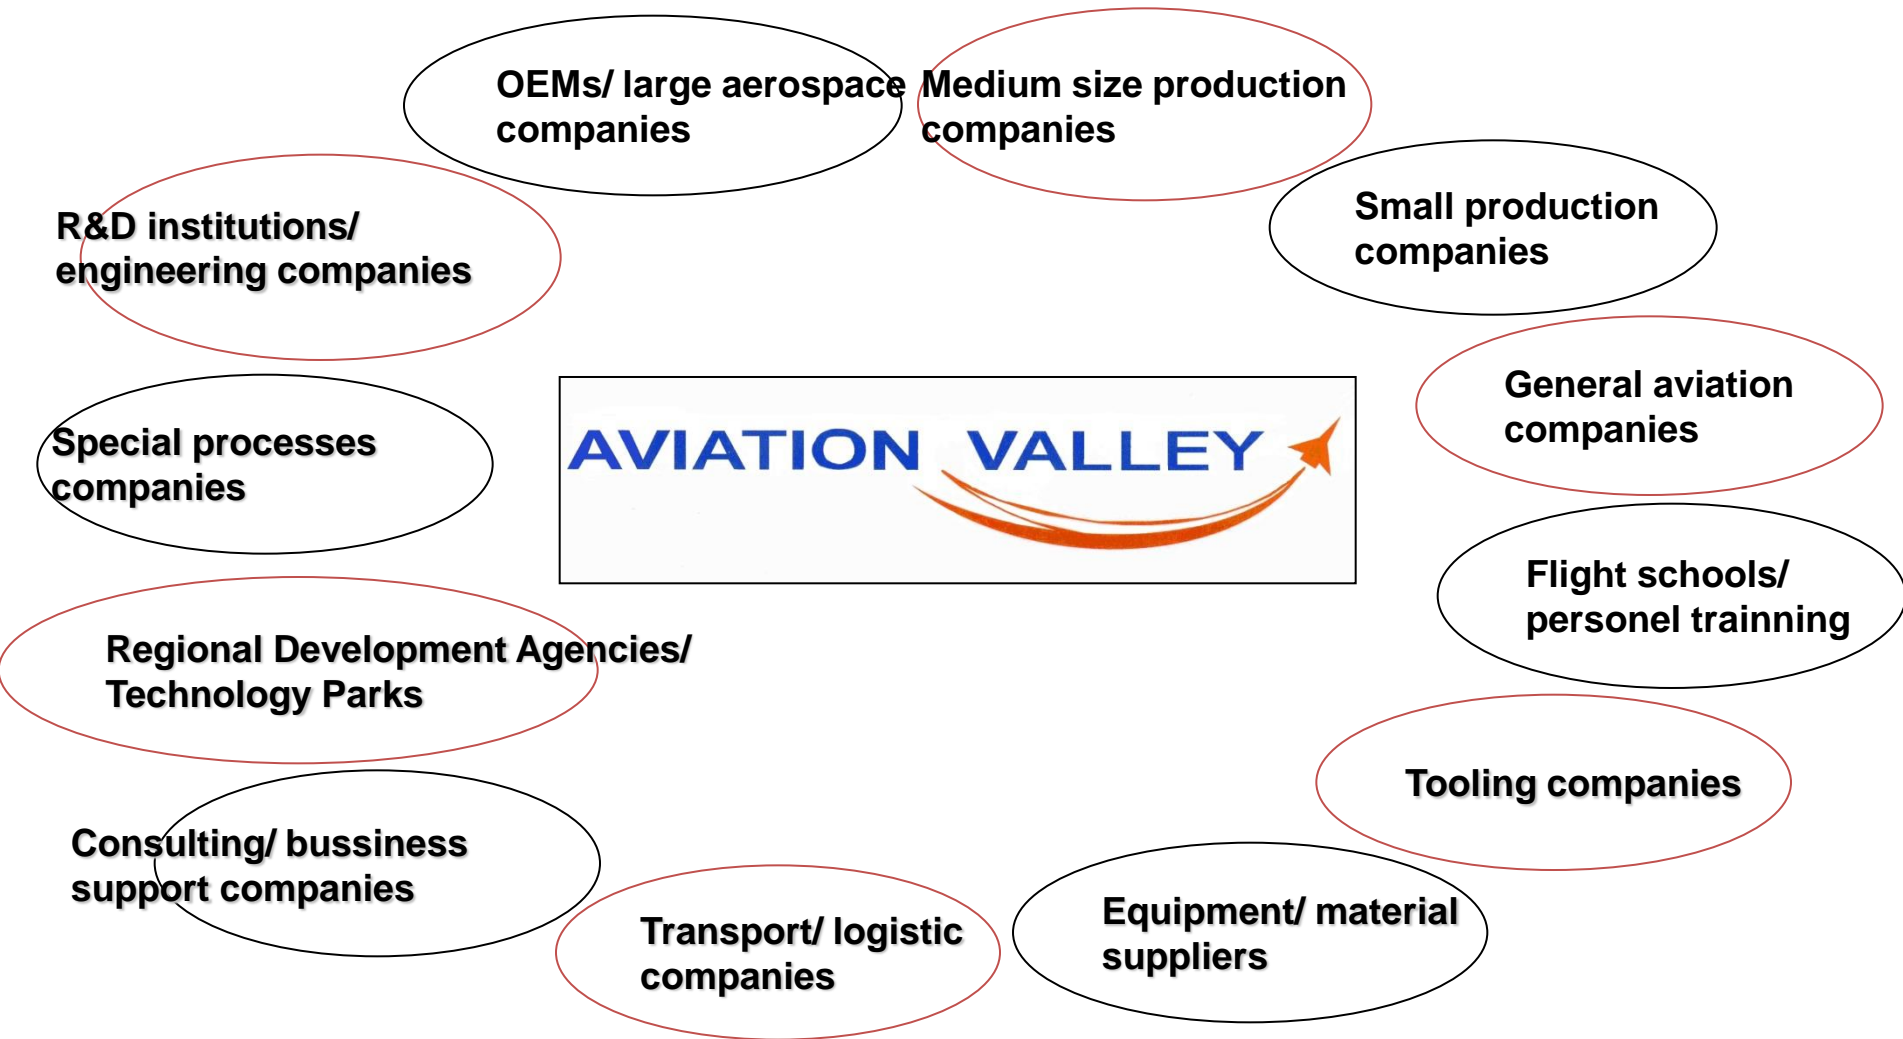 OEMs/ large aerospace
companies
Medium size production
companies
Small production
companies
R&D institutions/
engineering companies
General aviation
companies
AVIATION VALLEY
Special processes
companies
Flight schools/
personel trainning
Regional Development Agencies/
Technology Parks
Tooling companies
Consulting/ bussiness
support companies
Equipment/ material
suppliers
Transport/ logistic
companies